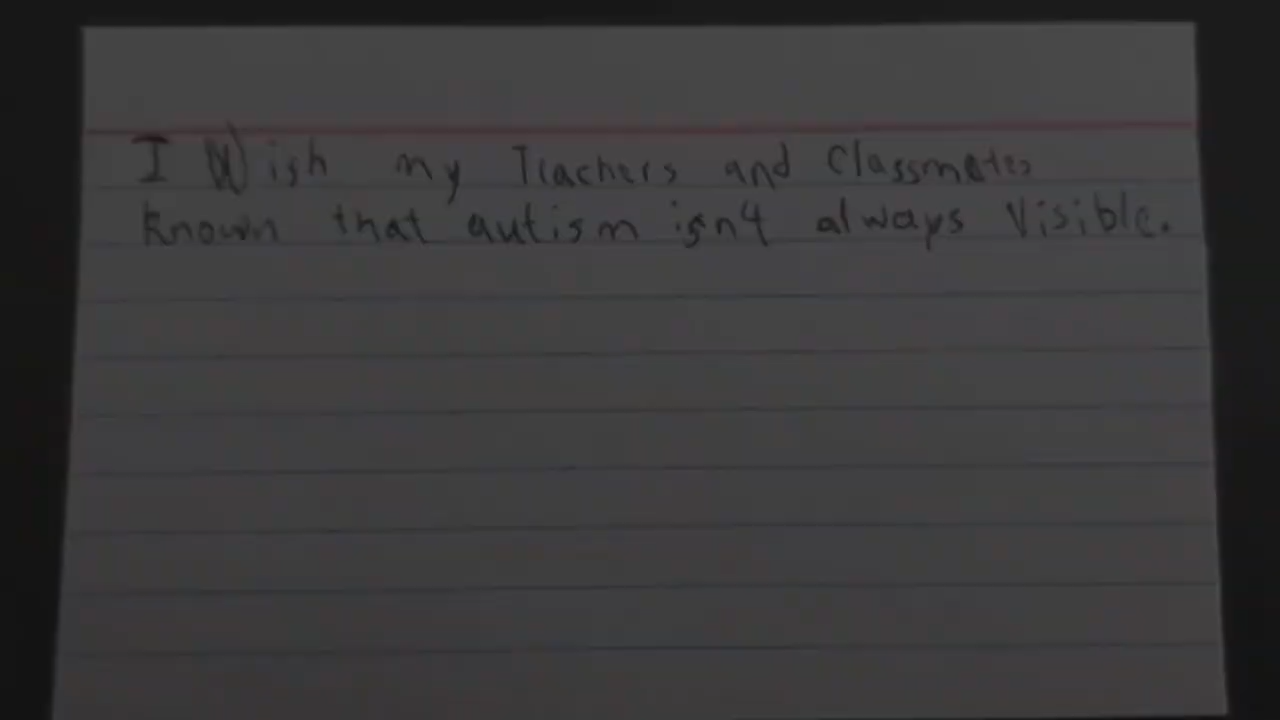 I Wish my Teachers and Classmates
known that autism isn't always Visible.